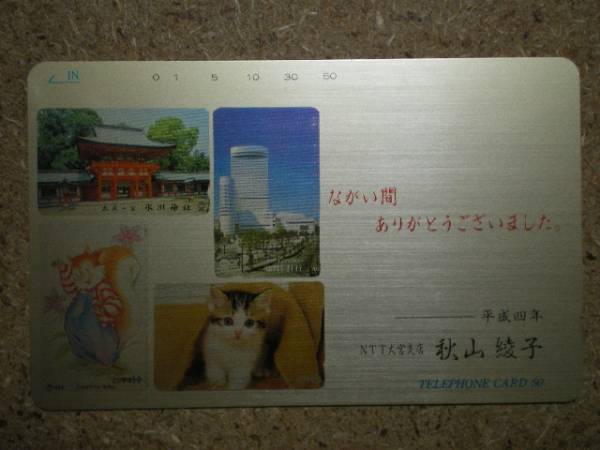 IN
0 1 5 10 30 50
氷川神社
ながい間
ありがとうございました。
平成四年
NTT大宮支店 秋山綾子
TELEPHONE CARD 50